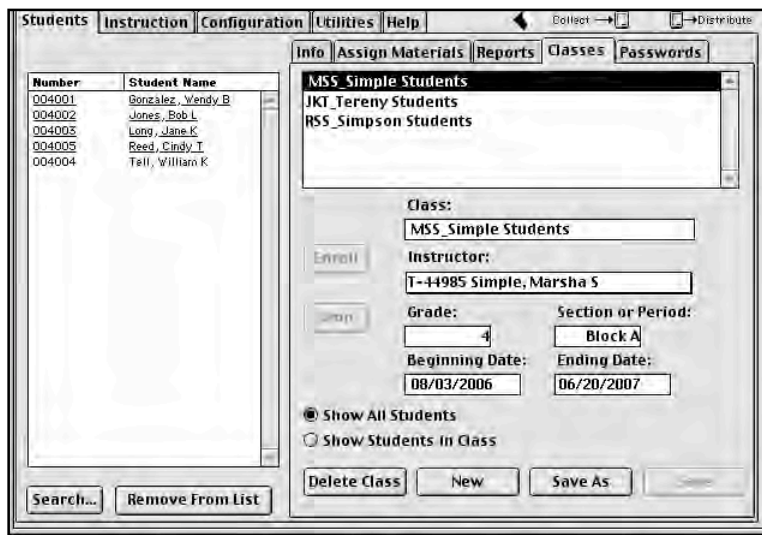 Students Instruction Configuration Utilities Help Collect Distribute
Info Assign Materials Reports Classes Passwords
Number Student Name
004001 Gonzalez, Wendy B
004002 Jones, Bob L
004003 Long, Jane K
004005 Reed, Cindy T
004004 Tell, William K
MSS_Simple Students
JKT_Tereny Students
RSS_Simpson Students
Class:
MSS_Simple Students
Enroll
Instructor:
T-44985 Simple, Marsha S
Grade: Section or Period:
4 Block A
Beginning Date: Ending Date:
08/03/2006 06/20/2007
Show All Students
Show Students in Class
Delete Class New Save As
Search... Remove From List